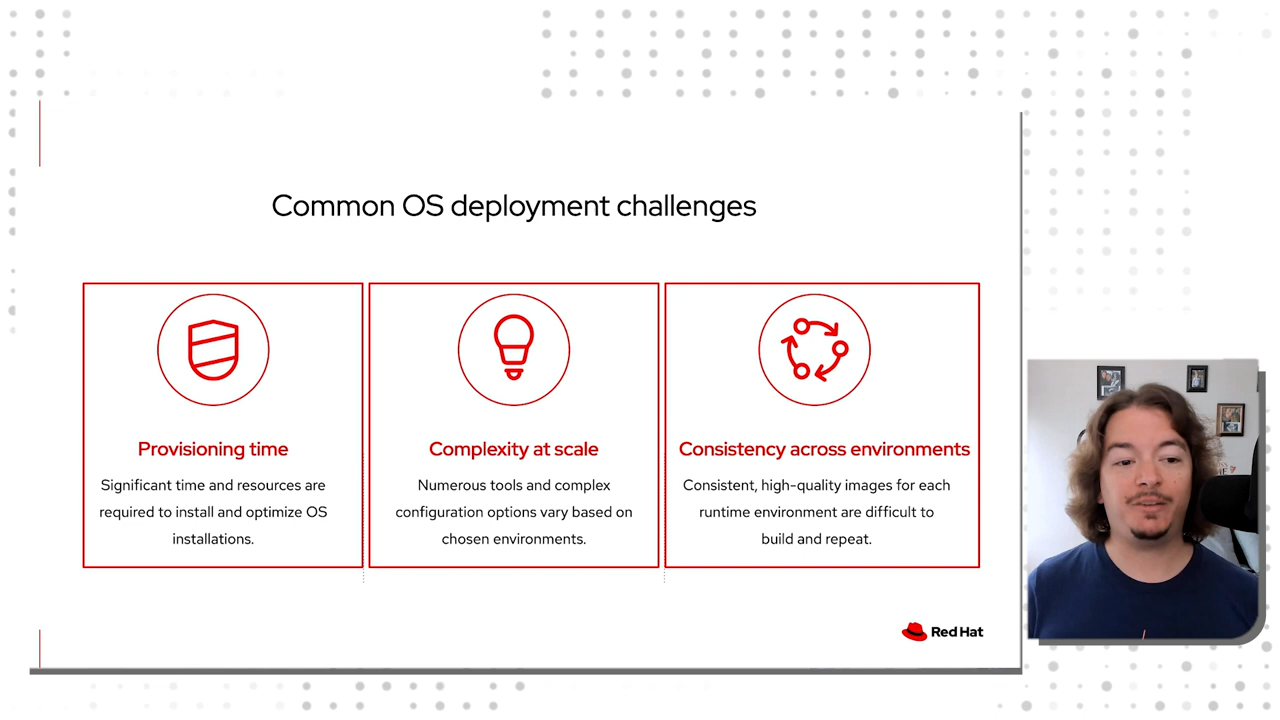 Common OS deployment challenges
Provisioning time
Significant time and resources are
required to install and optimize OS
installations.
Complexity at scale
Numerous tools and complex
configuration options vary based on
chosen environments.
Consistency across environments
Consistent, high-quality images for each
runtime environment are difficult to
build and repeat.
Red Hat